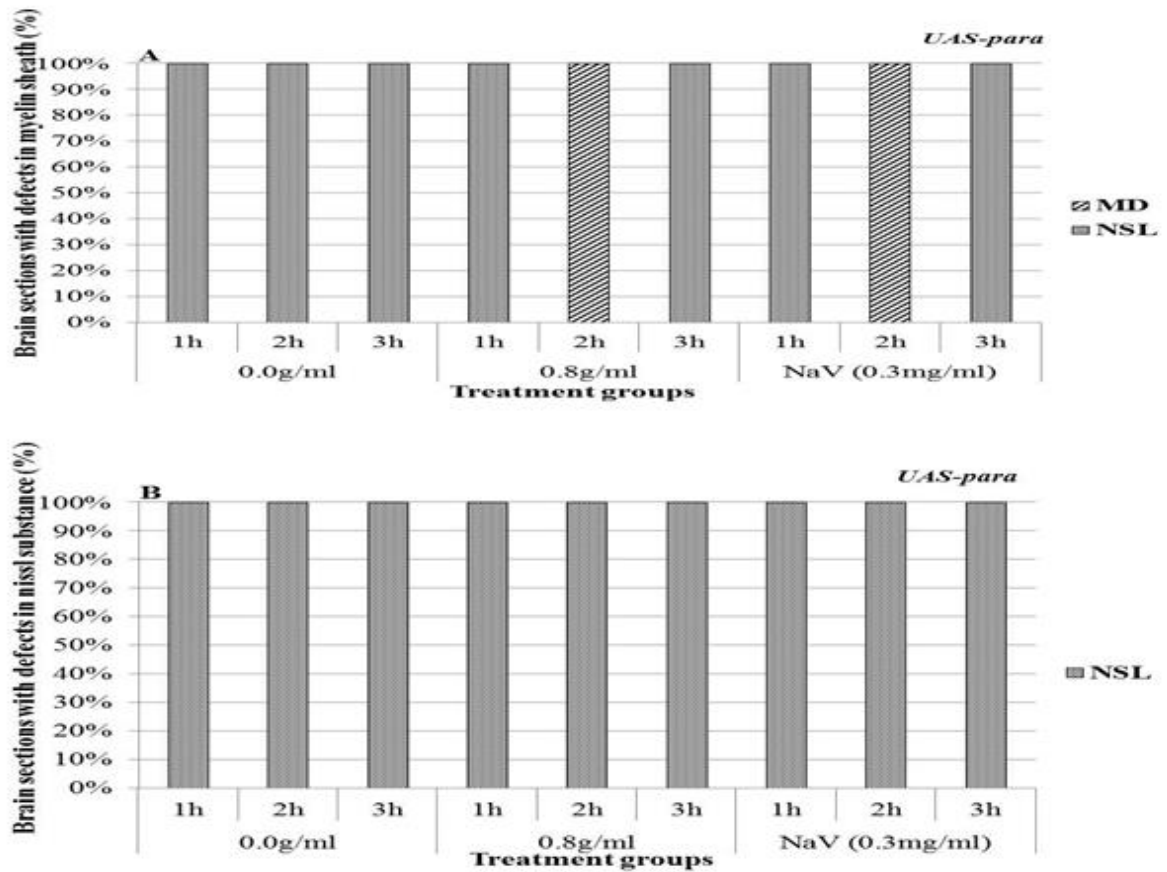 A
UAS-para
Brain sections with defects in myelin sheath (%)
100%
90%
80%
70%
60%
50%
40%
30%
20%
10%
0%
1h 2h 3h 1h 2h 3h 1h 2h 3h
0.0g/ml 0.8g/ml NaV (0.3mg/ml)
Treatment groups
MD
NSL
B
UAS-para
Brain sections with defects in nissl substance (%)
100%
90%
80%
70%
60%
50%
40%
30%
20%
10%
0%
1h 2h 3h 1h 2h 3h 1h 2h 3h
0.0g/ml 0.8g/ml NaV (0.3mg/ml)
Treatment groups
NSL